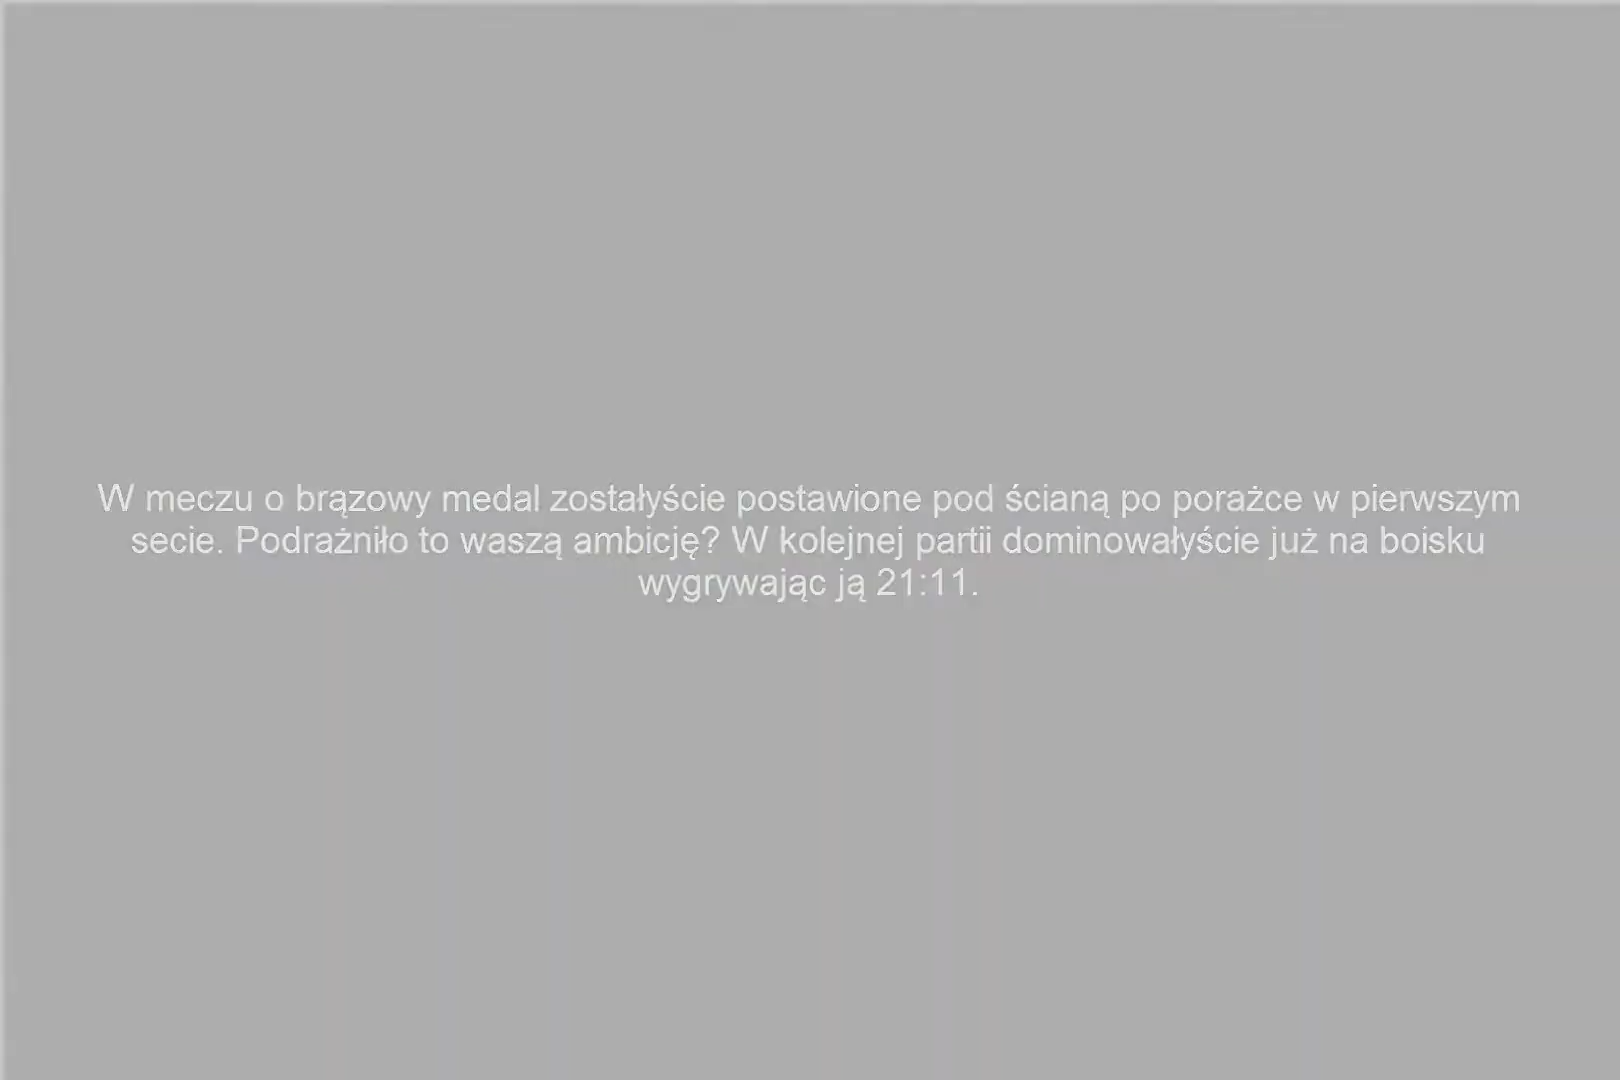 W meczu o brązowy medal zostałyście postawione pod ścianą po porażce w pierwszym
secie. Podrażniło to waszą ambicję? W kolejnej partii dominowałyście już na boisku
wygrywając ją 21:11.